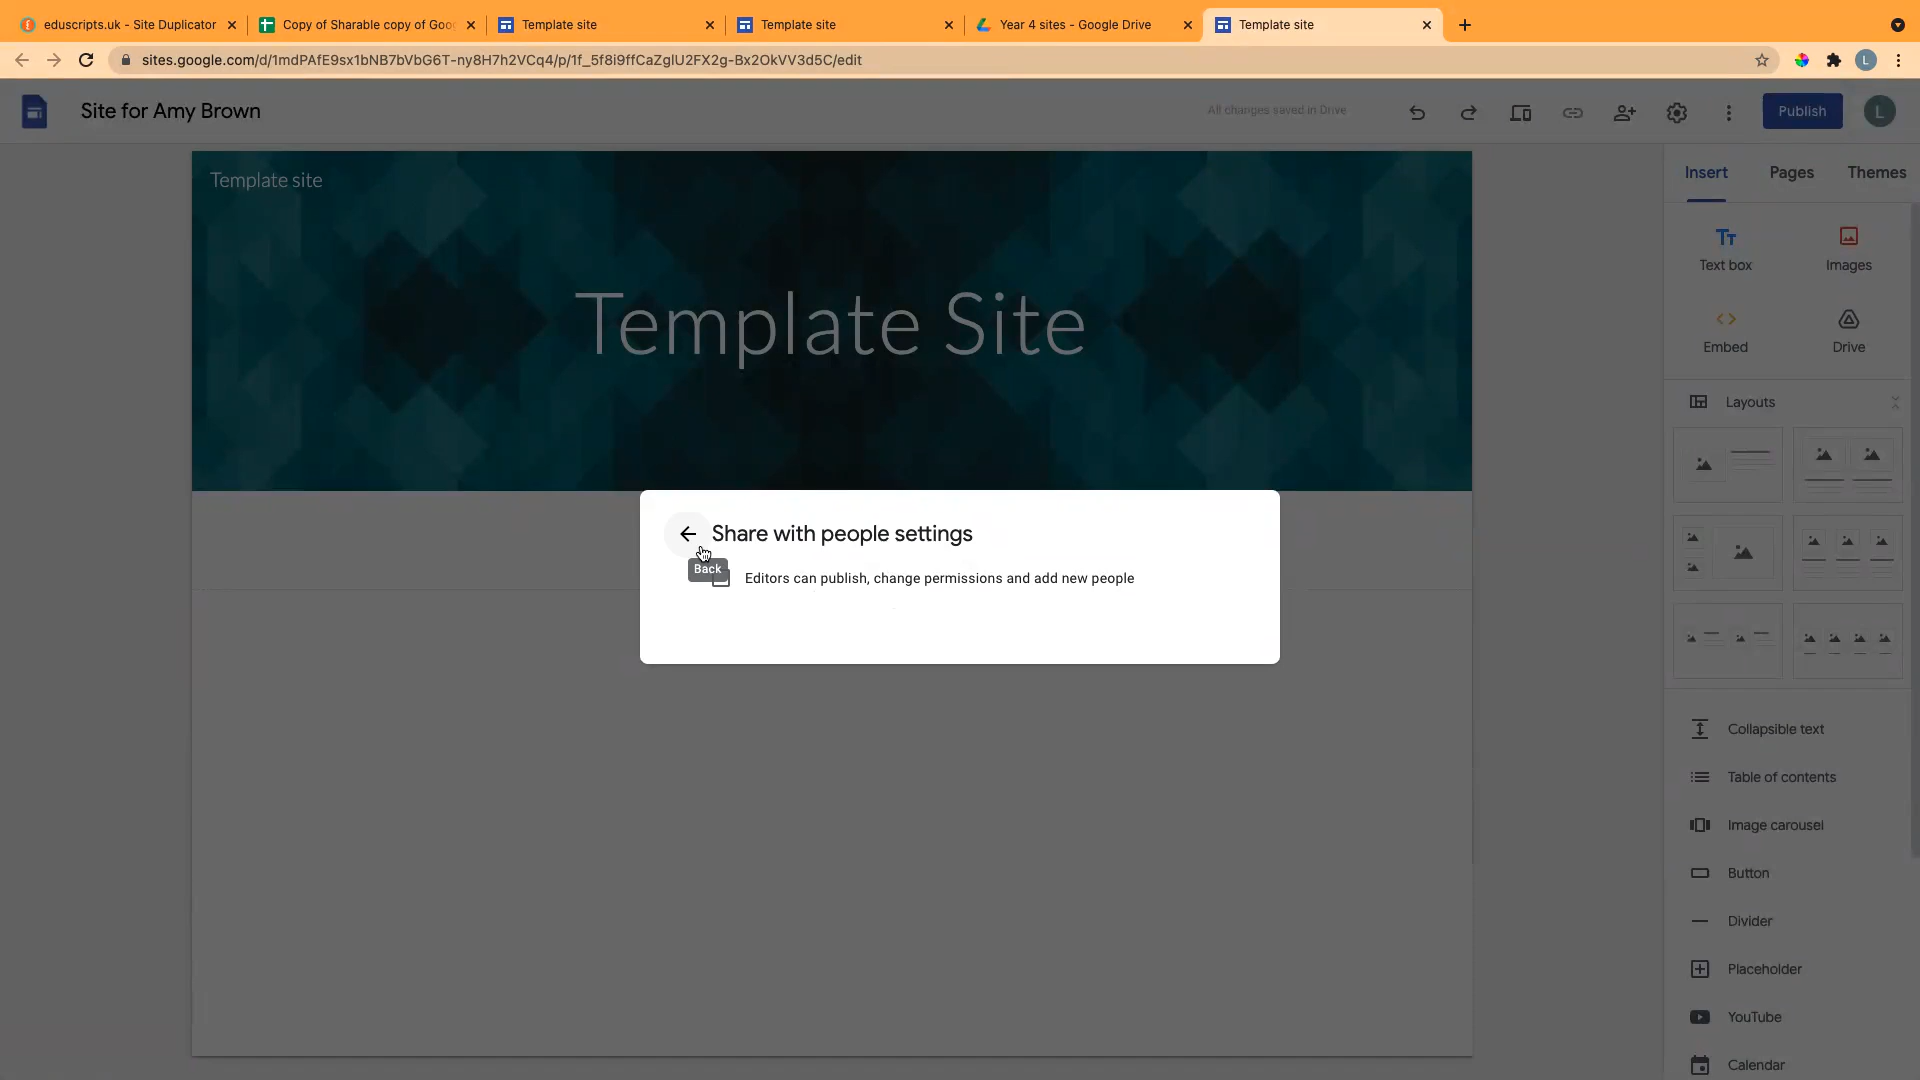 eduscripts.uk - Site Duplicator
Copy of Sharable copy of Goo
Template site
Template site
Year 4 sites - Google Drive
Template site
sites.google.com/d/1mdPAfE9sx1bNB7bVbG6T-ny8H7h2VCq4/p/1f_5f8i9ffCaZglU2FX2g-Bx2OkVV3d5C/edit
L
Site for Amy Brown
All changes saved in Drive
Publish
L
Template site
Template Site
Insert
Pages
Themes
Text box
Images
Embed
Drive
Layouts
Share with people settings
Back
Editors can publish, change permissions and add new people
Collapsible text
Table of contents
Image carousel
Button
Divider
Placeholder
YouTube
Calendar